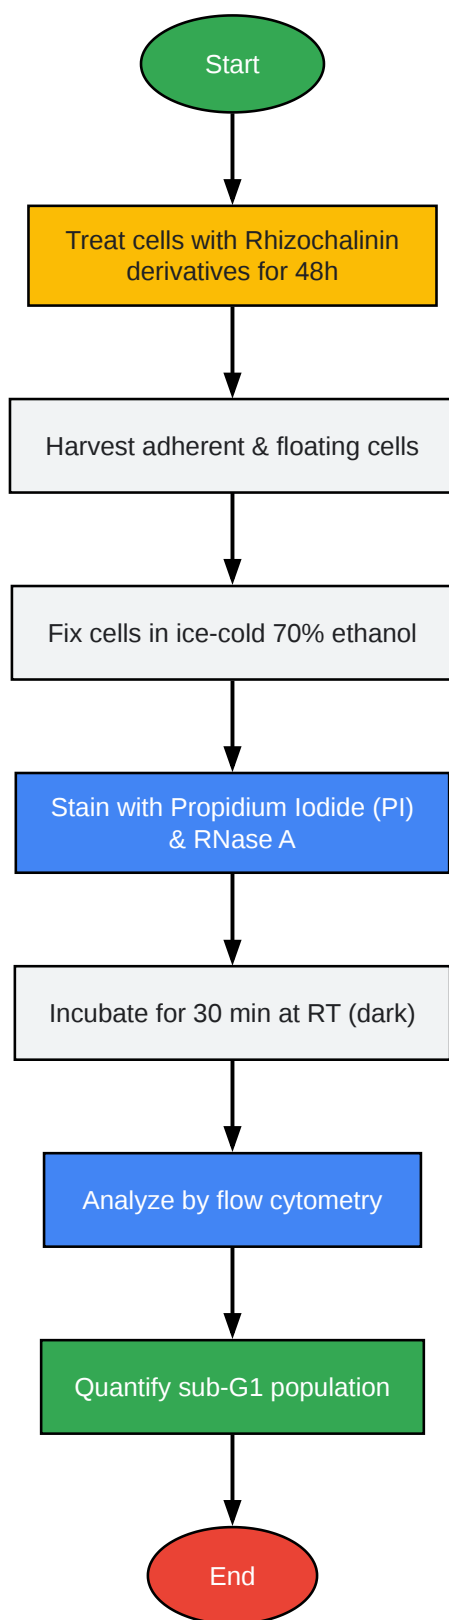 Start
Treat cells with Rhizochalinin
derivatives for 48h
Harvest adherent & floating cells
Fix cells in ice-cold 70% ethanol
Stain with Propidium Iodide (PI)
& RNase A
Incubate for 30 min at RT (dark)
Analyze by flow cytometry
Quantify sub-G1 population
End